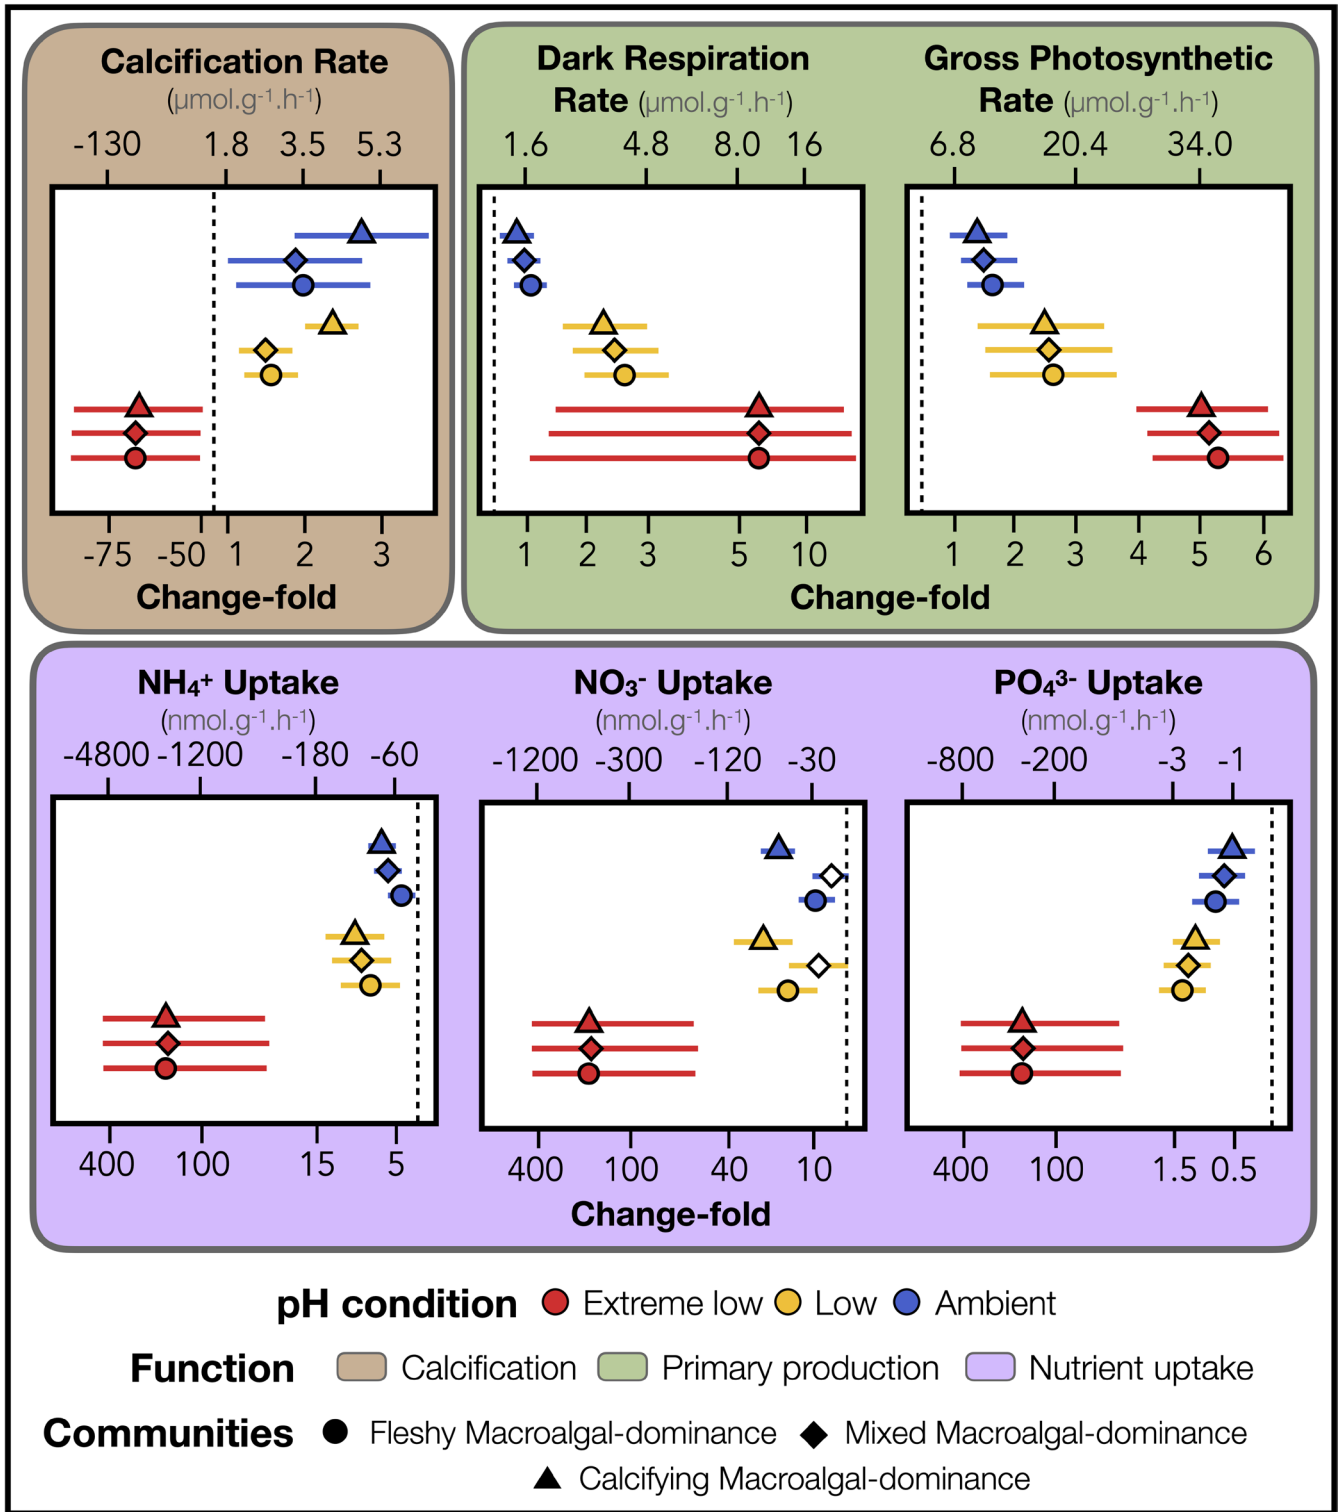 Calcification Rate
(µmol.g⁻¹.h⁻¹)
-130 1.8 3.5 5.3
-75 -50 1 2 3
Change-fold
Dark Respiration
Rate (µmol.g⁻¹.h⁻¹)
1.6 4.8 8.0 16
1 2 3 5 10
Gross Photosynthetic
Rate (µmol.g⁻¹.h⁻¹)
6.8 20.4 34.0
1 2 3 4 5 6
Change-fold
NH₄⁺ Uptake
(nmol.g⁻¹.h⁻¹)
-4800 -1200 -180 -60
400 100 15 5
NO₃⁻ Uptake
(nmol.g⁻¹.h⁻¹)
-1200 -300 -120 -30
400 100 40 10
PO₄³⁻ Uptake
(nmol.g⁻¹.h⁻¹)
-800 -200 -3 -1
400 100 1.5 0.5
Change-fold
pH condition Extreme low Low Ambient
Function Calcification Primary production Nutrient uptake
Communities Fleshy Macroalgal-dominance Mixed Macroalgal-dominance
Calcifying Macroalgal-dominance